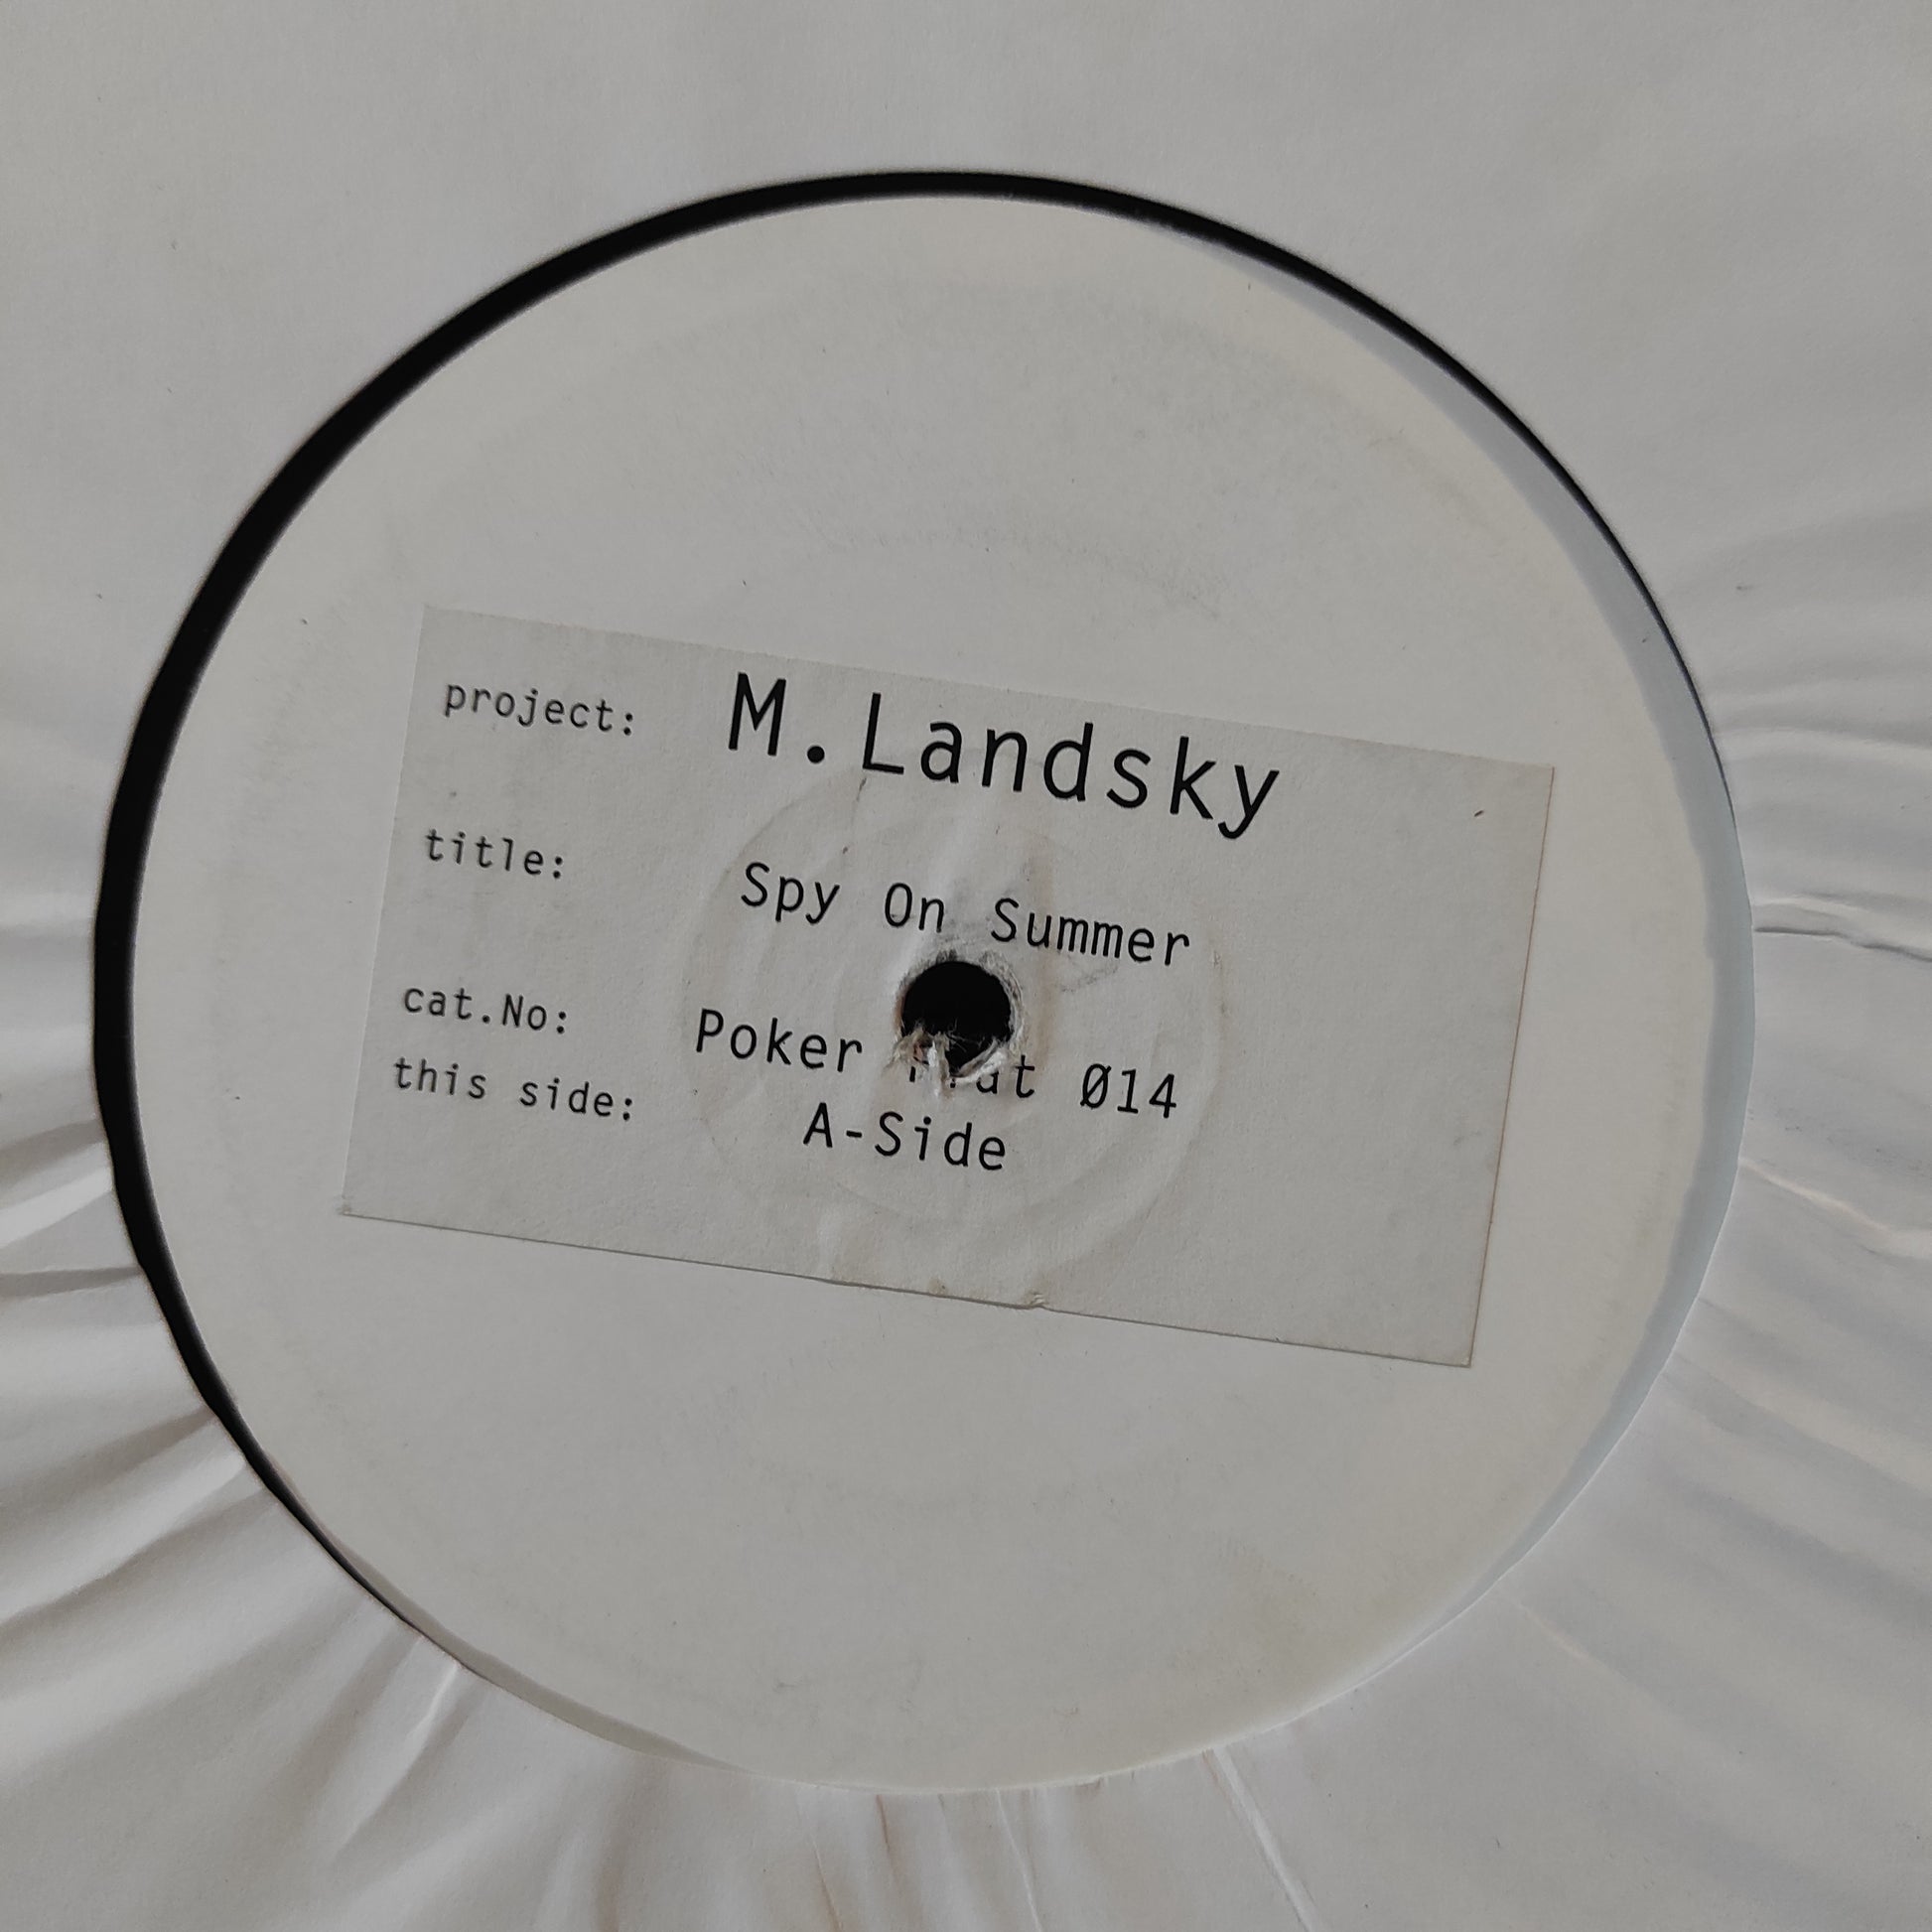 project: M.Landsky
title: Spy On Summer
cat.No: Poker Ø14
this side: A-Side